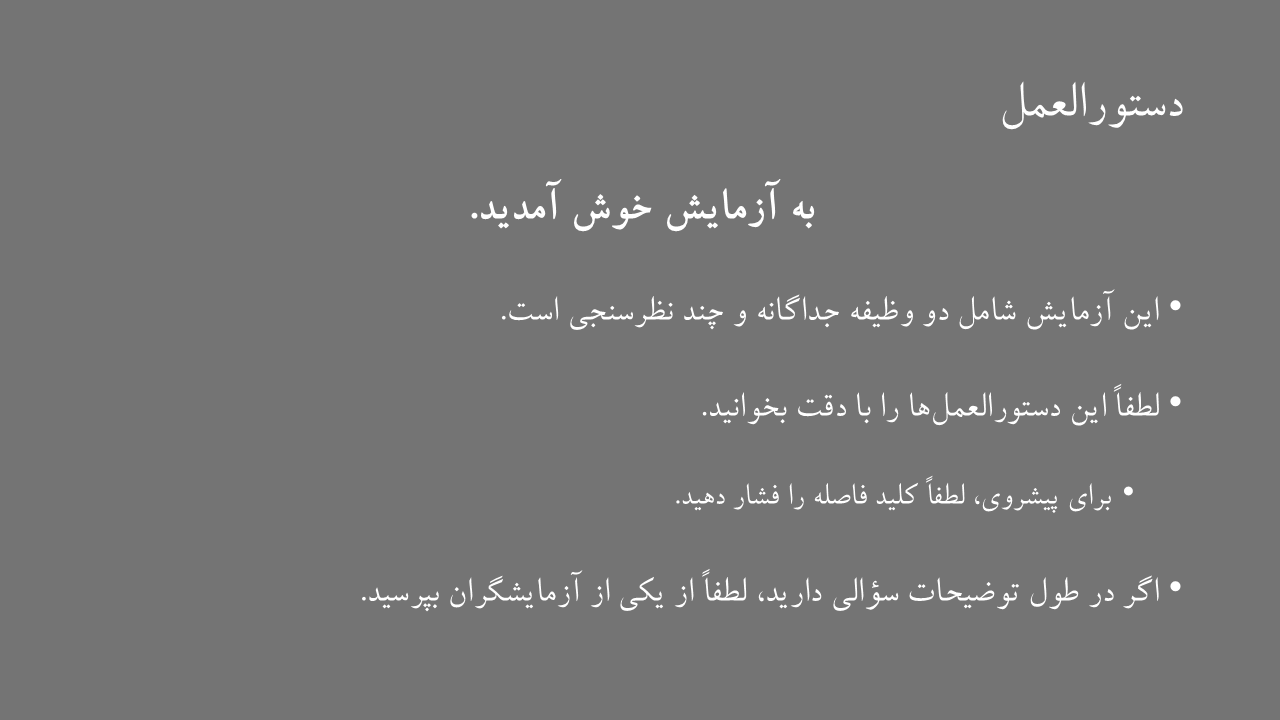 دستورالعمل
به آزمایش خوش آمدید.
• این آزمایش شامل دو وظیفه جداگانه و چند نظرسنجی است.
• لطفاً این دستورالعمل‌ها را با دقت بخوانید.
• برای پیشروی، لطفاً کلید فاصله را فشار دهید.
• اگر در طول توضیحات سؤالی دارید، لطفاً از یکی از آزمایشگران بپرسید.